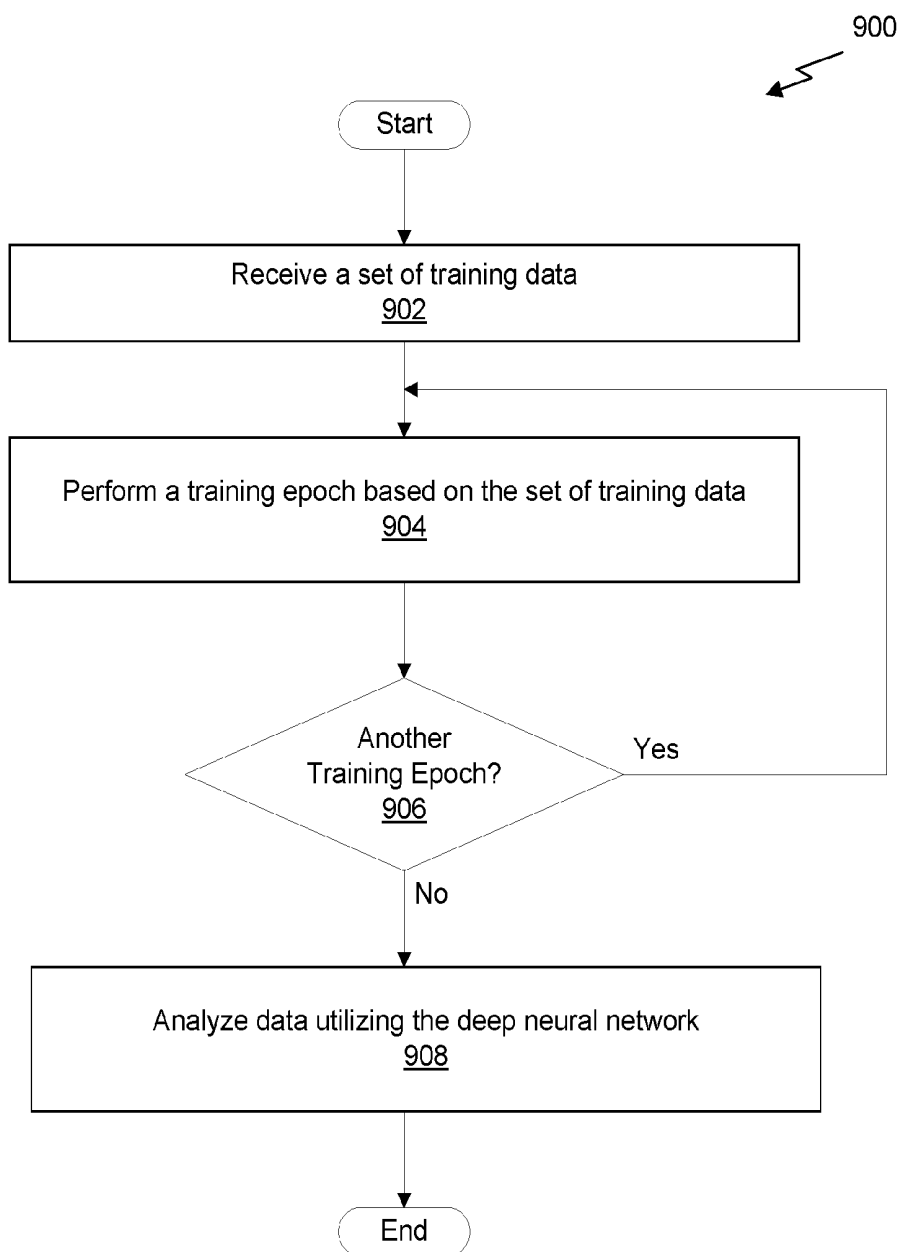 900
Start
Receive a set of training data
902
Perform a training epoch based on the set of training data
904
Another
Training Epoch?
906
Yes
No
Analyze data utilizing the deep neural network
908
End